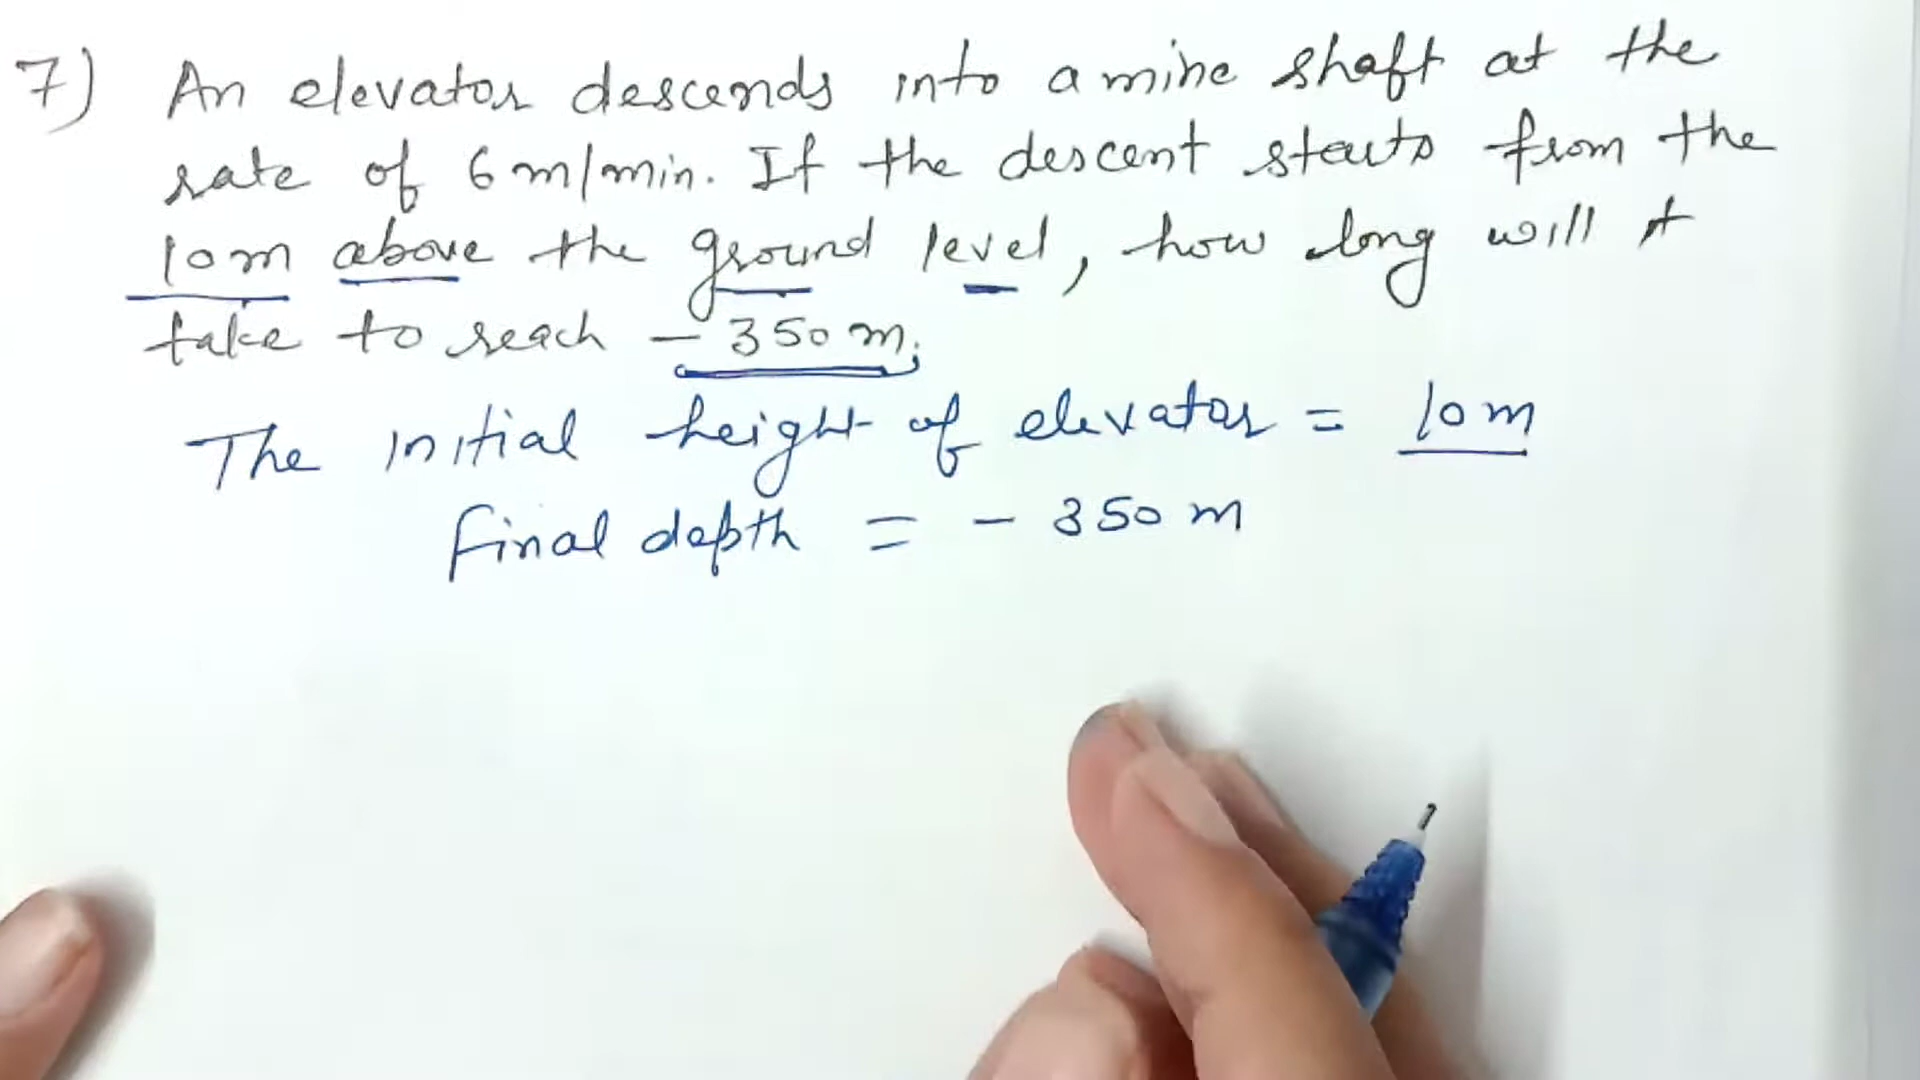 7) An elevator descends into a mine shaft at the
rate of 6 m/min. If the descent starts from the
10m above the ground level, how long will it
take to reach - 350 m.
The initial height of elevator = 10 m
final depth = - 350 m